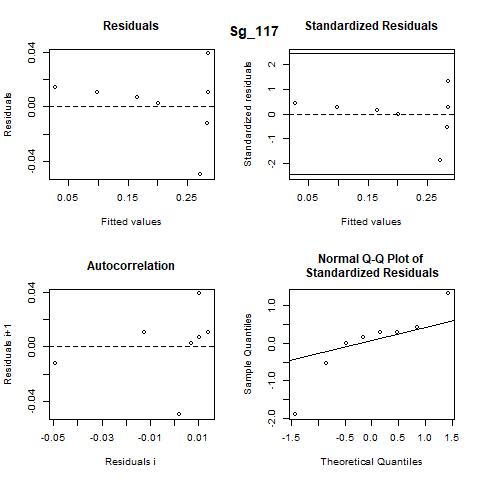 Sg_117
Residuals
Residuals
0.04
0.00
-0.04
0.05
0.15
0.25
Fitted values
Standardized Residuals
Standardized residuals
2
1
0
-1
-2
0.05
0.15
0.25
Fitted values
Autocorrelation
Residuals i+1
0.04
0.00
-0.04
-0.05
-0.03
-0.01
0.01
Residuals i
Normal Q-Q Plot of
Standardized Residuals
Sample Quantiles
1.0
0.0
-1.0
-2.0
-1.5
-0.5
0.0
0.5
1.0
1.5
Theoretical Quantiles